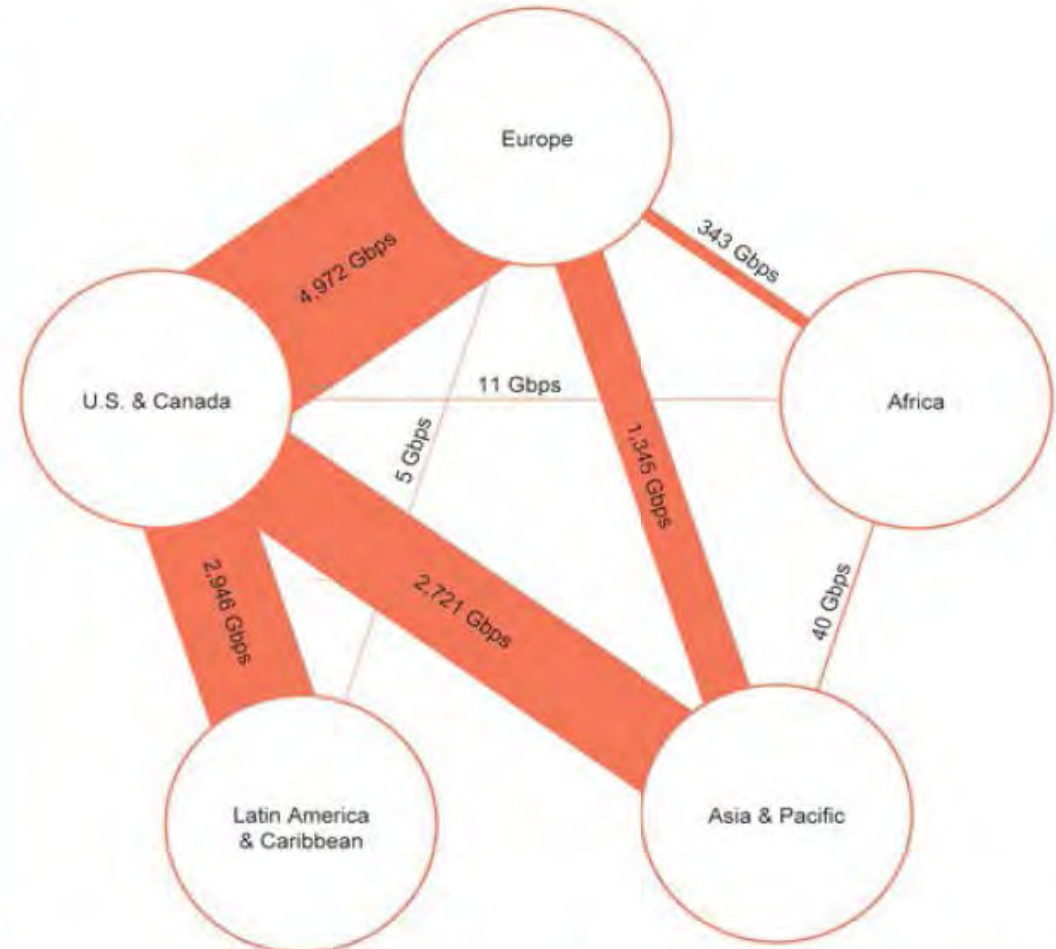 Europe
4,972 Gbps
343 Gbps
U.S. & Canada
11 Gbps
Africa
5 Gbps
1,345 Gbps
2,946 Gbps
2,721 Gbps
40 Gbps
Latin America
& Caribbean
Asia & Pacific